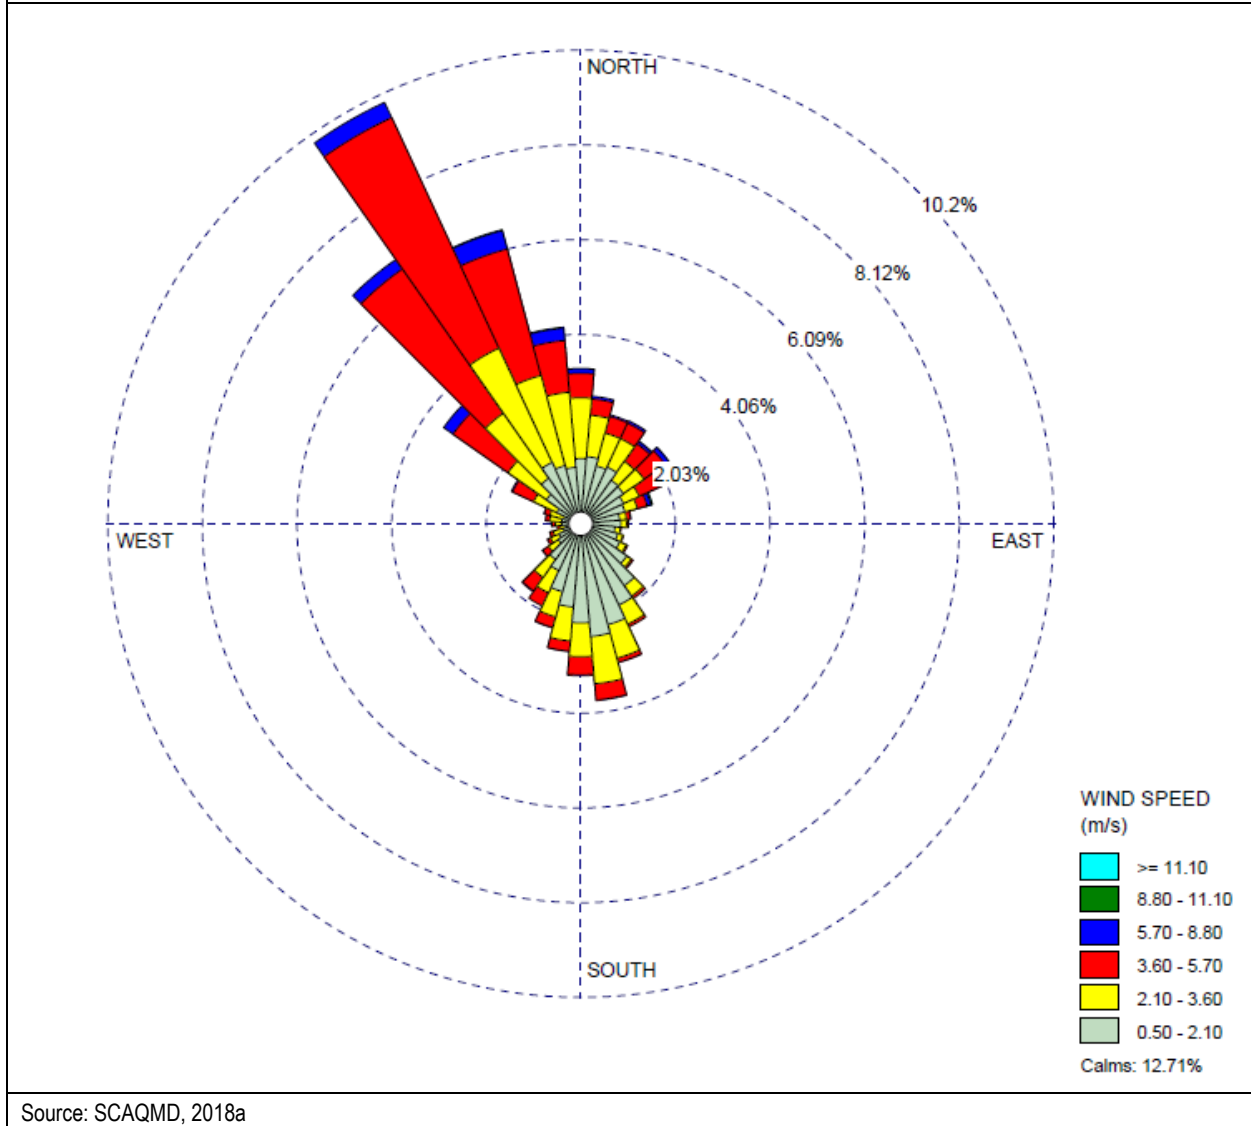 NORTH
10.2%
8.12%
6.09%
4.06%
2.03%
WEST
EAST
SOUTH
WIND SPEED
(m/s)
>= 11.10
8.80 - 11.10
5.70 - 8.80
3.60 - 5.70
2.10 - 3.60
0.50 - 2.10
Calms: 12.71%
Source: SCAQMD, 2018a